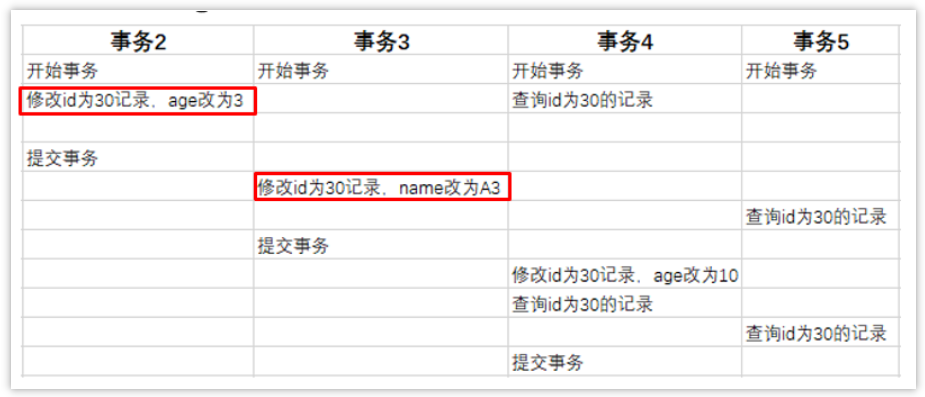 事务2 事务3 事务4 事务5
开始事务 开始事务 开始事务 开始事务
修改id为30记录，age改为3 查询id为30的记录
提交事务
修改id为30记录，name改为A3
查询id为30的记录
提交事务
修改id为30记录，age改为10
查询id为30的记录
查询id为30的记录
提交事务